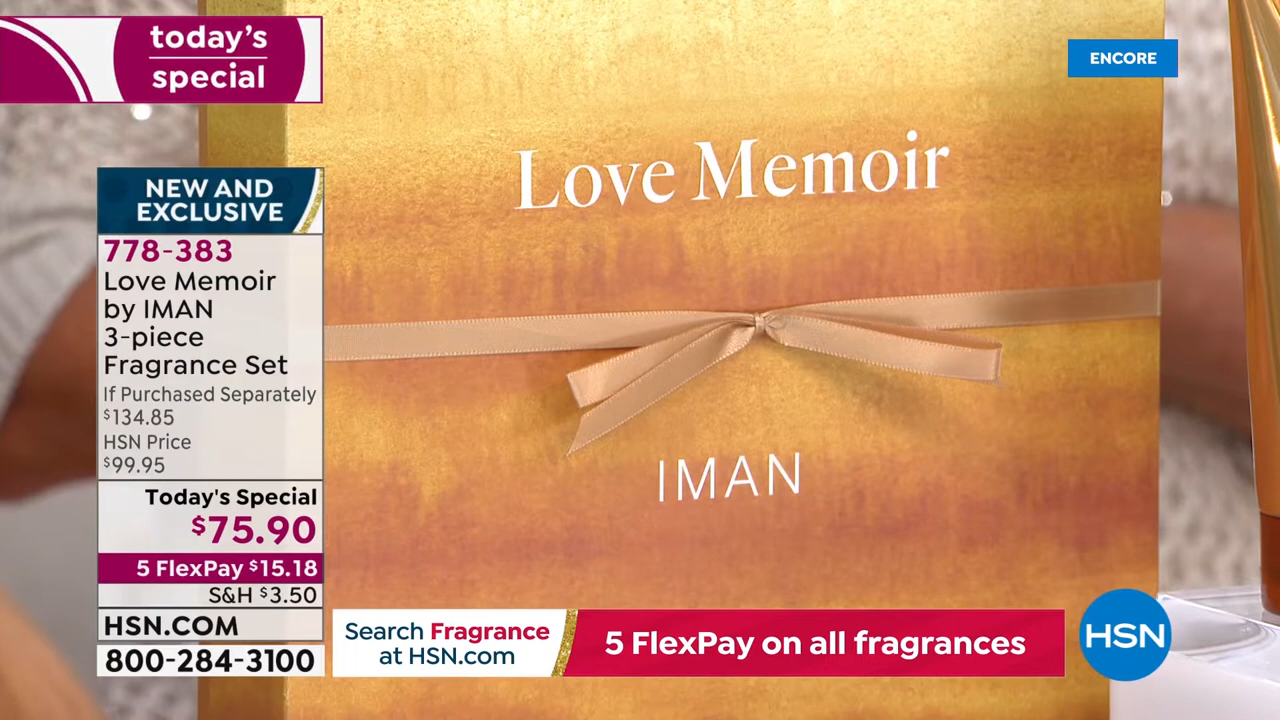 today's
special
ENCORE
Love Memoir
IMAN
NEW AND
EXCLUSIVE
778-383
Love Memoir
by IMAN
3-piece
Fragrance Set
If Purchased Separately
$134.85
HSN Price
$99.95
Today's Special
$75.90
5 FlexPay $15.18
S&H $3.50
HSN.COM
800-284-3100
Search Fragrance
at HSN.com
5 FlexPay on all fragrances
HSN